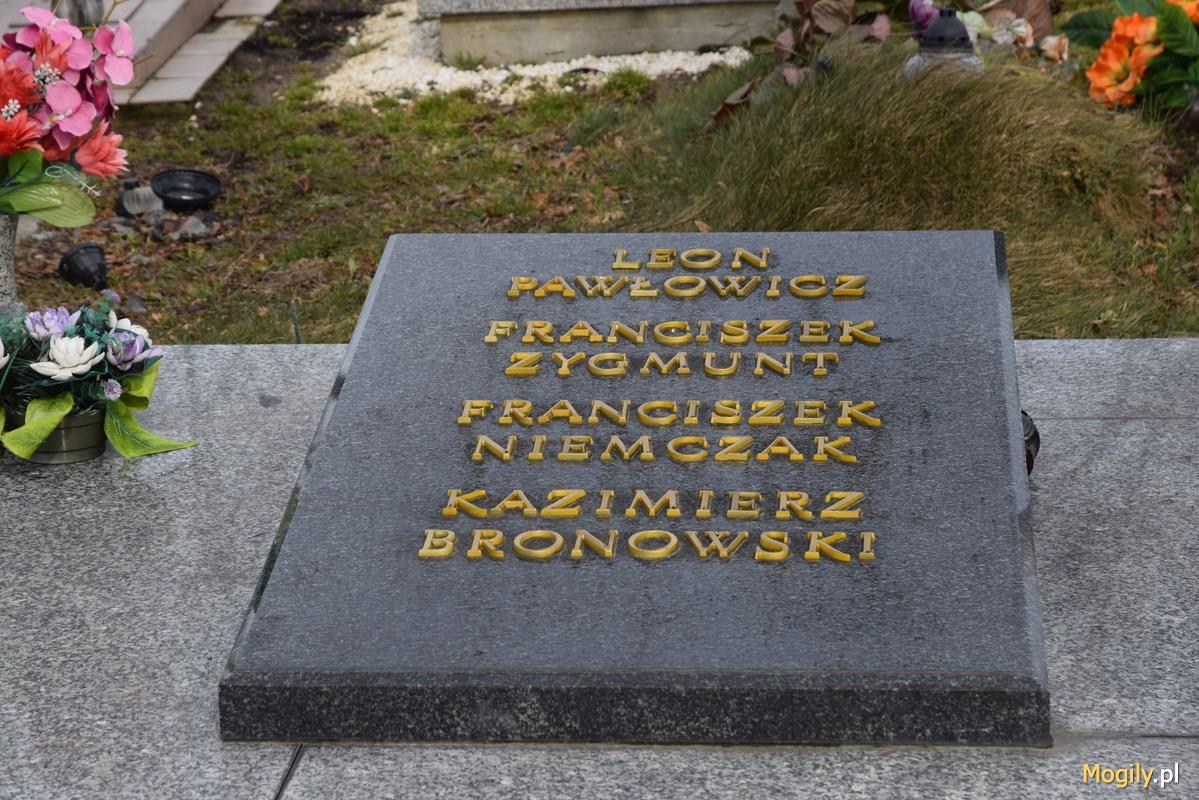 LEON
PAWŁOWICZ
FRANCISZEK
ZYGMUNT
FRANCISZEK
NIEMCZAK
KAZIMIERZ
BRONOWSKI
Mogily.pl